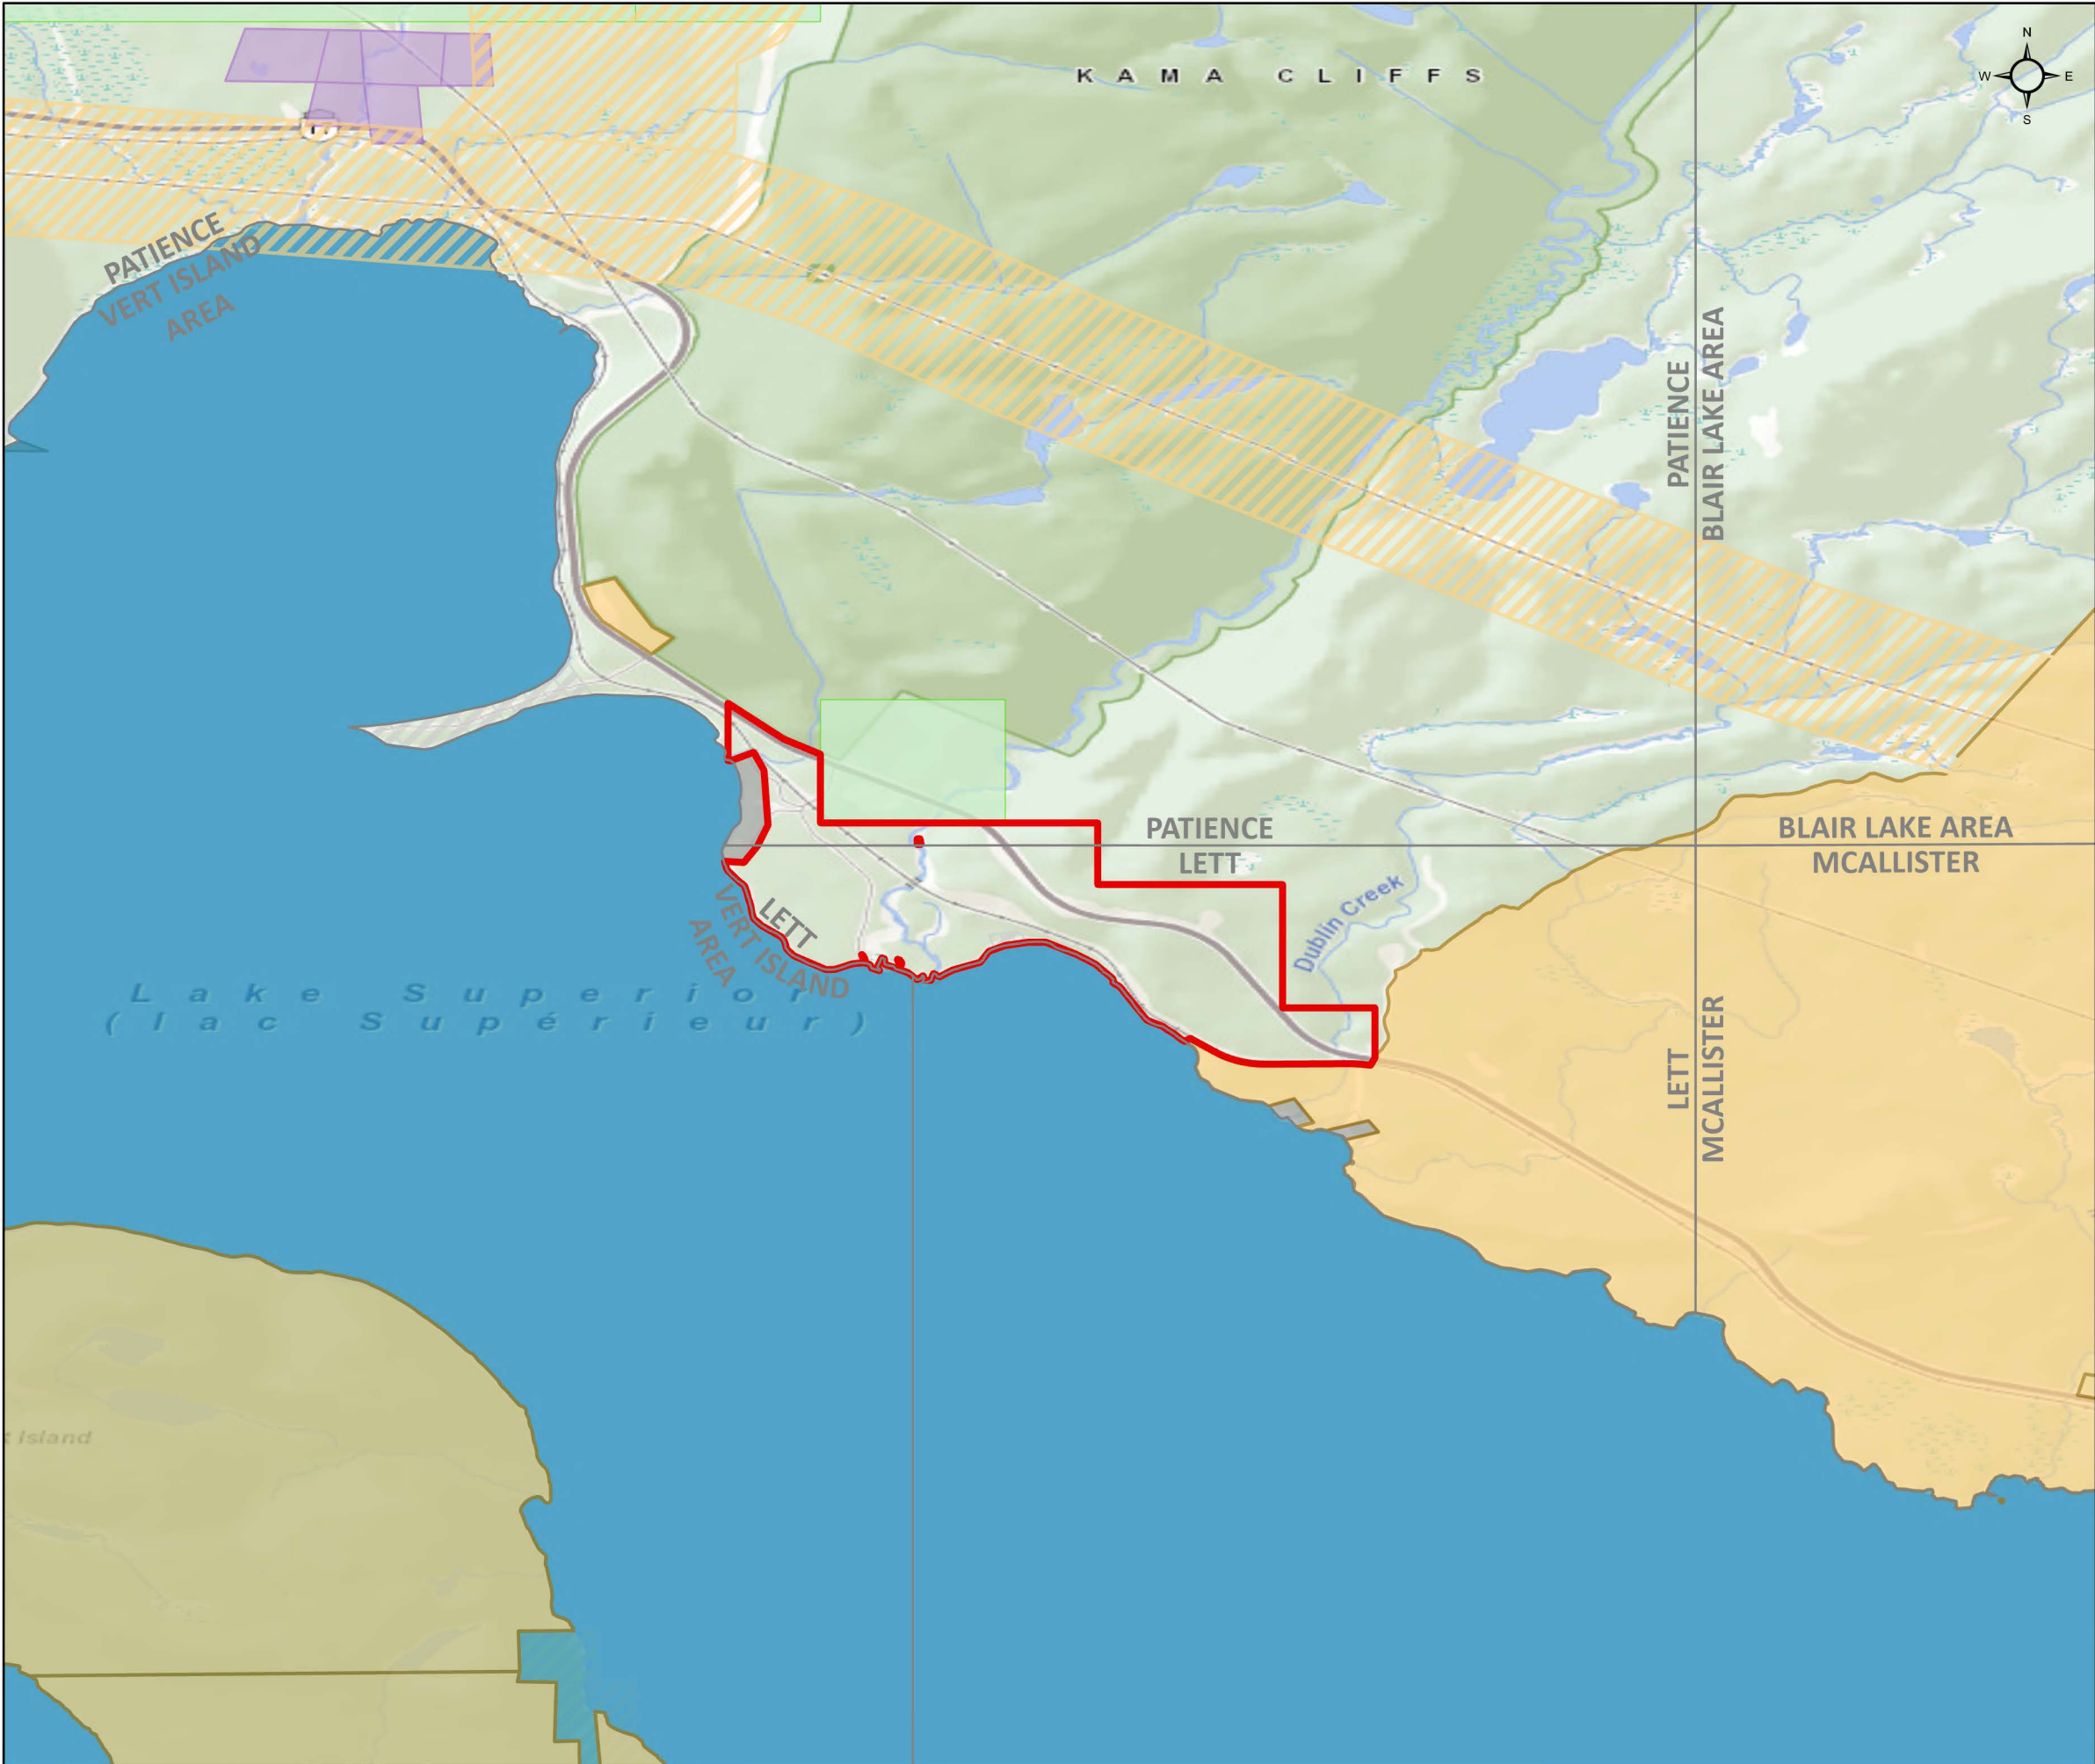 N
W E
S
KAMA CLIFFS
PATIENCE
VERT ISLAND
AREA
PATIENCE
BLAIR LAKE AREA
PATIENCE
LETT
BLAIR LAKE AREA
MCALLISTER
LETT
VERT ISLAND
AREA
Dublin Creek
Lake Superior
(lac Supérieur)
LETT
MCALLISTER
Island